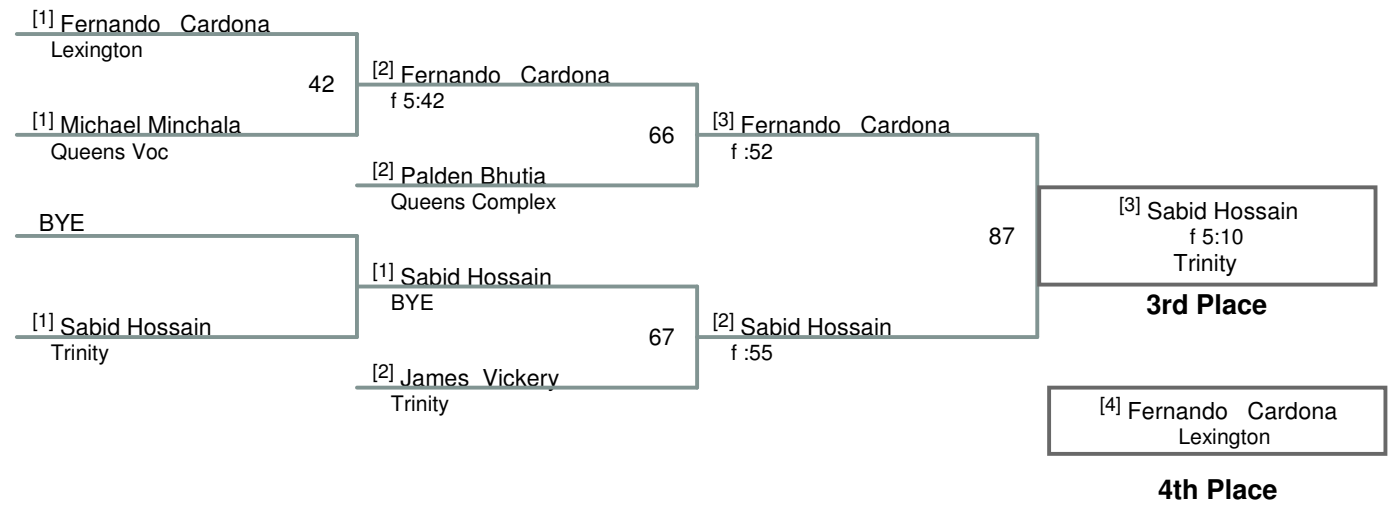 [1] Fernando Cardona
Lexington
42
[1] Michael Minchala
Queens Voc
BYE
[1] Sabid Hossain
Trinity
[2] Fernando Cardona
f 5:42
66
[2] Palden Bhutia
Queens Complex
[1] Sabid Hossain
BYE
67
[2] James Vickery
Trinity
[3] Fernando Cardona
f :52
87
[2] Sabid Hossain
f :55
[3] Sabid Hossain
f 5:10
Trinity
3rd Place
[4] Fernando Cardona
Lexington
4th Place